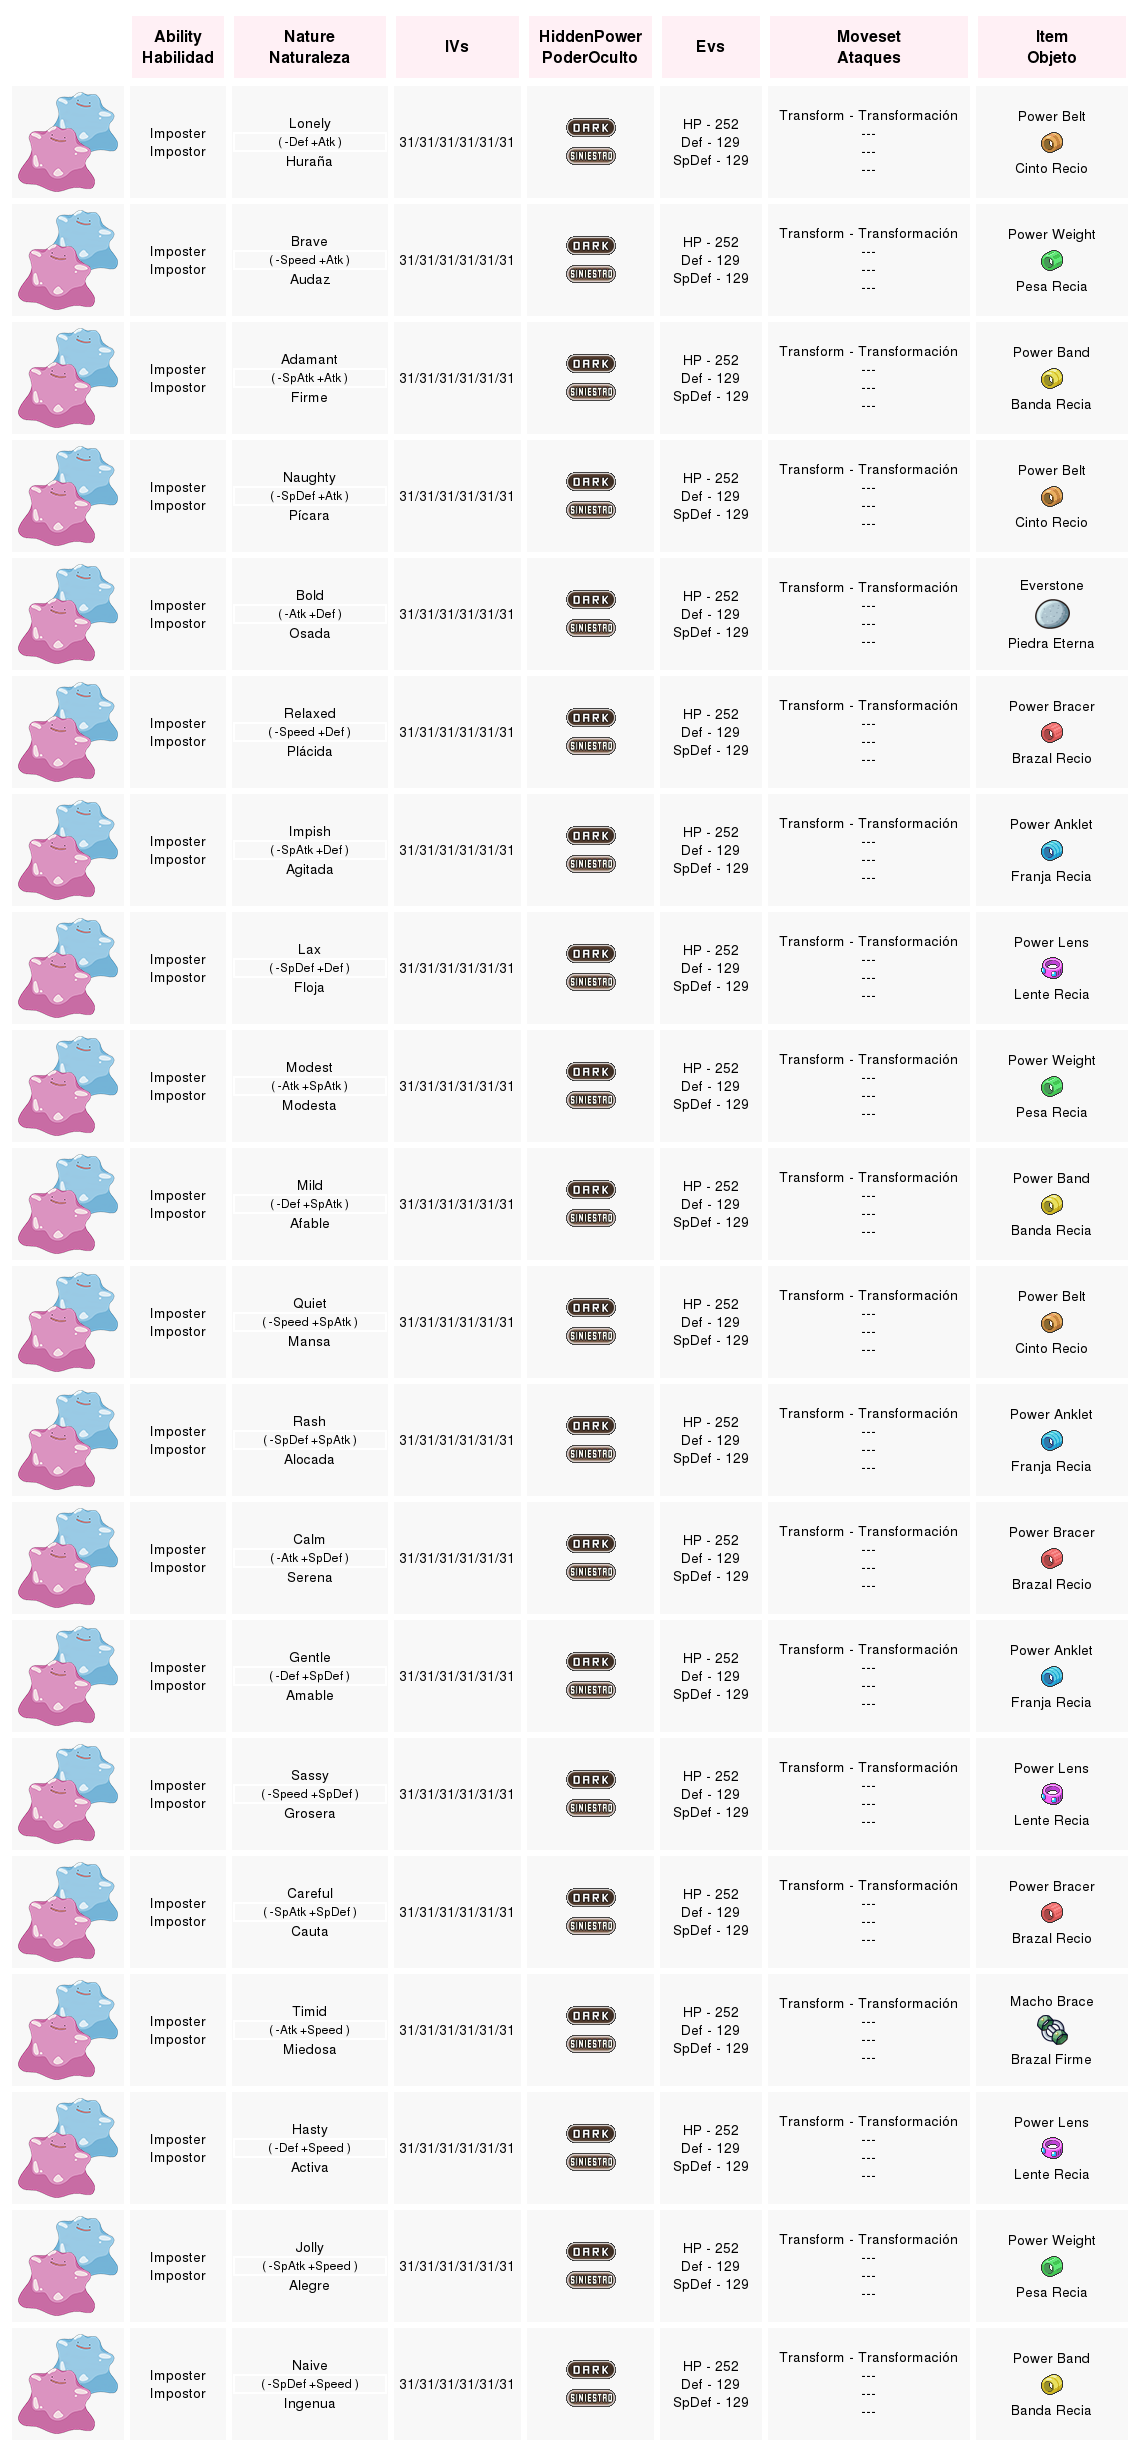 Ability Nature IVs HiddenPower Evs Moveset Item
Habilidad Naturaleza PoderOculto Ataques Objeto
Imposter Lonely 31/31/31/31/31/31 DARK HP - 252 Transform - Transformación Power Belt
Impostor (-Def +Atk) SINIESTRO Def - 129 ---
Huraña SpDef - 129 --- Cinto Recio
---
Imposter Brave 31/31/31/31/31/31 DARK HP - 252 Transform - Transformación Power Weight
Impostor (-Speed +Atk) SINIESTRO Def - 129 ---
Audaz SpDef - 129 --- Pesa Recia
---
Imposter Adamant 31/31/31/31/31/31 DARK HP - 252 Transform - Transformación Power Band
Impostor (-SpAtk +Atk) SINIESTRO Def - 129 ---
Firme SpDef - 129 --- Banda Recia
---
Imposter Naughty 31/31/31/31/31/31 DARK HP - 252 Transform - Transformación Power Belt
Impostor (-SpDef +Atk) SINIESTRO Def - 129 ---
Pícara SpDef - 129 --- Cinto Recio
---
Imposter Bold 31/31/31/31/31/31 DARK HP - 252 Transform - Transformación Everstone
Impostor (-Atk +Def) SINIESTRO Def - 129 ---
Osada SpDef - 129 --- Piedra Eterna
---
Imposter Relaxed 31/31/31/31/31/31 DARK HP - 252 Transform - Transformación Power Bracer
Impostor (-Speed +Def) SINIESTRO Def - 129 ---
Plácida SpDef - 129 --- Brazal Recio
---
Imposter Impish 31/31/31/31/31/31 DARK HP - 252 Transform - Transformación Power Anklet
Impostor (-SpAtk +Def) SINIESTRO Def - 129 ---
Agitada SpDef - 129 --- Franja Recia
---
Imposter Lax 31/31/31/31/31/31 DARK HP - 252 Transform - Transformación Power Lens
Impostor (-SpDef +Def) SINIESTRO Def - 129 ---
Floja SpDef - 129 --- Lente Recia
---
Imposter Modest 31/31/31/31/31/31 DARK HP - 252 Transform - Transformación Power Weight
Impostor (-Atk +SpAtk) SINIESTRO Def - 129 ---
Modesta SpDef - 129 --- Pesa Recia
---
Imposter Mild 31/31/31/31/31/31 DARK HP - 252 Transform - Transformación Power Band
Impostor (-Def +SpAtk) SINIESTRO Def - 129 ---
Afable SpDef - 129 --- Banda Recia
---
Imposter Quiet 31/31/31/31/31/31 DARK HP - 252 Transform - Transformación Power Belt
Impostor (-Speed +SpAtk) SINIESTRO Def - 129 ---
Mansa SpDef - 129 --- Cinto Recio
---
Imposter Rash 31/31/31/31/31/31 DARK HP - 252 Transform - Transformación Power Anklet
Impostor (-SpDef +SpAtk) SINIESTRO Def - 129 ---
Alocada SpDef - 129 --- Franja Recia
---
Imposter Calm 31/31/31/31/31/31 DARK HP - 252 Transform - Transformación Power Bracer
Impostor (-Atk +SpDef) SINIESTRO Def - 129 ---
Serena SpDef - 129 --- Brazal Recio
---
Imposter Gentle 31/31/31/31/31/31 DARK HP - 252 Transform - Transformación Power Anklet
Impostor (-Def +SpDef) SINIESTRO Def - 129 ---
Amable SpDef - 129 --- Franja Recia
---
Imposter Sassy 31/31/31/31/31/31 DARK HP - 252 Transform - Transformación Power Lens
Impostor (-Speed +SpDef) SINIESTRO Def - 129 ---
Grosera SpDef - 129 --- Lente Recia
---
Imposter Careful 31/31/31/31/31/31 DARK HP - 252 Transform - Transformación Power Bracer
Impostor (-SpAtk +SpDef) SINIESTRO Def - 129 ---
Cauta SpDef - 129 --- Brazal Recio
---
Imposter Timid 31/31/31/31/31/31 DARK HP - 252 Transform - Transformación Macho Brace
Impostor (-Atk +Speed) SINIESTRO Def - 129 ---
Miedosa SpDef - 129 --- Brazal Firme
---
Imposter Hasty 31/31/31/31/31/31 DARK HP - 252 Transform - Transformación Power Lens
Impostor (-Def +Speed) SINIESTRO Def - 129 ---
Activa SpDef - 129 --- Lente Recia
---
Imposter Jolly 31/31/31/31/31/31 DARK HP - 252 Transform - Transformación Power Weight
Impostor (-SpAtk +Speed) SINIESTRO Def - 129 ---
Alegre SpDef - 129 --- Pesa Recia
---
Imposter Naive 31/31/31/31/31/31 DARK HP - 252 Transform - Transformación Power Band
Impostor (-SpDef +Speed) SINIESTRO Def - 129 ---
Ingenua SpDef - 129 --- Banda Recia
---